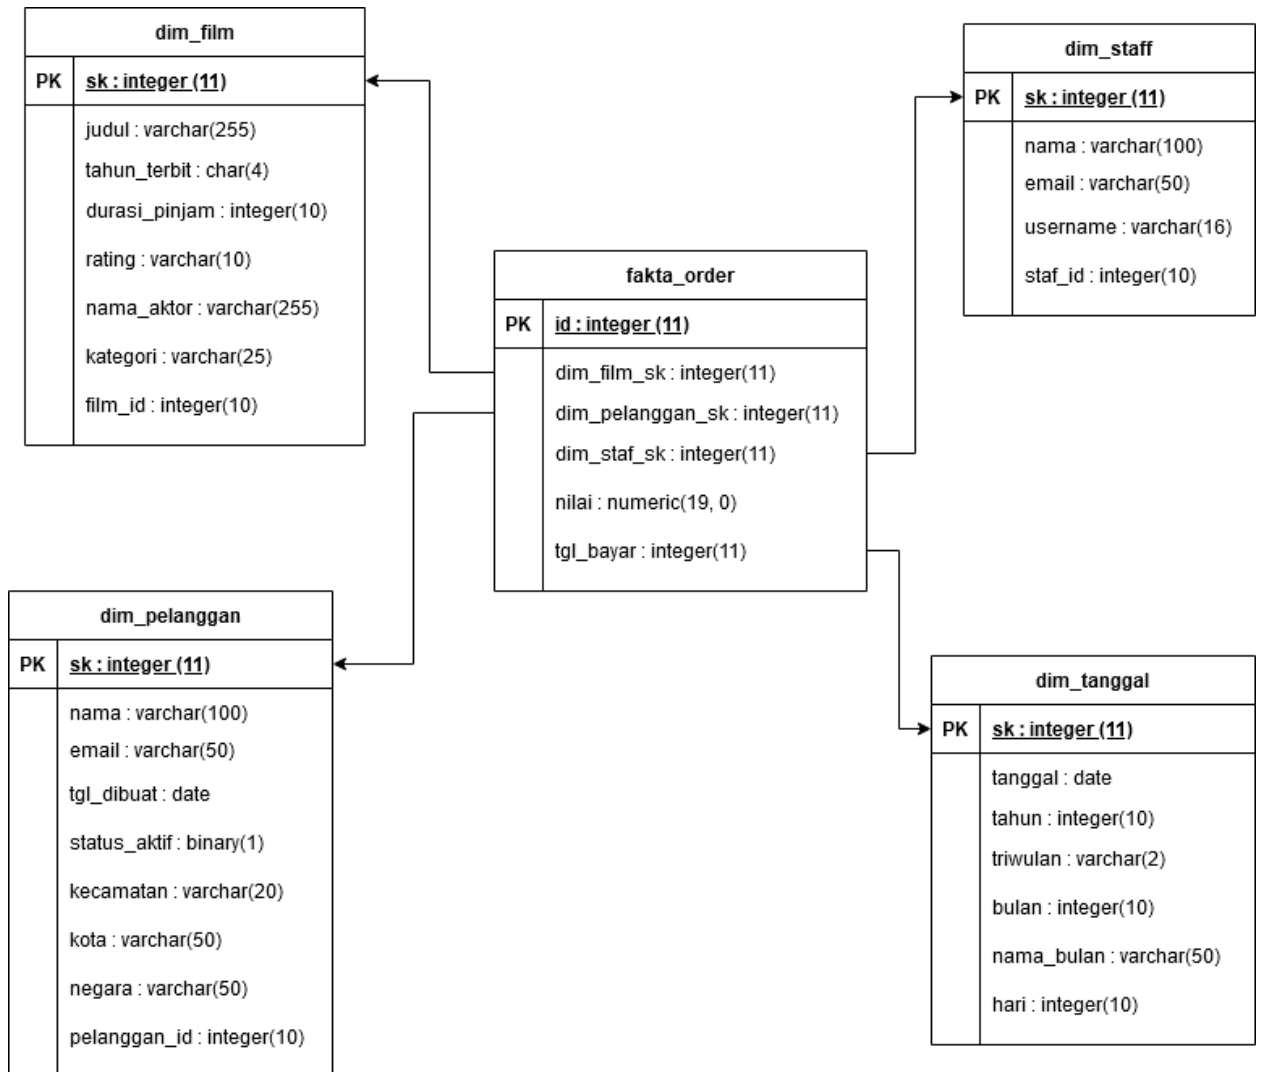 dim_film
PK sk : integer (11)
judul : varchar(255)
tahun_terbit : char(4)
durasi_pinjam : integer(10)
rating : varchar(10)
nama_aktor : varchar(255)
kategori : varchar(25)
film_id : integer(10)
dim_staff
PK sk : integer (11)
nama : varchar(100)
email : varchar(50)
username : varchar(16)
staf_id : integer(10)
fakta_order
PK id : integer (11)
dim_film_sk : integer(11)
dim_pelanggan_sk : integer(11)
dim_staf_sk : integer(11)
nilai : numeric(19, 0)
tgl_bayar : integer(11)
dim_pelanggan
PK sk : integer (11)
nama : varchar(100)
email : varchar(50)
tgl_dibuat : date
status_aktif : binary(1)
kecamatan : varchar(20)
kota : varchar(50)
negara : varchar(50)
pelanggan_id : integer(10)
dim_tanggal
PK sk : integer (11)
tanggal : date
tahun : integer(10)
triwulan : varchar(2)
bulan : integer(10)
nama_bulan : varchar(50)
hari : integer(10)